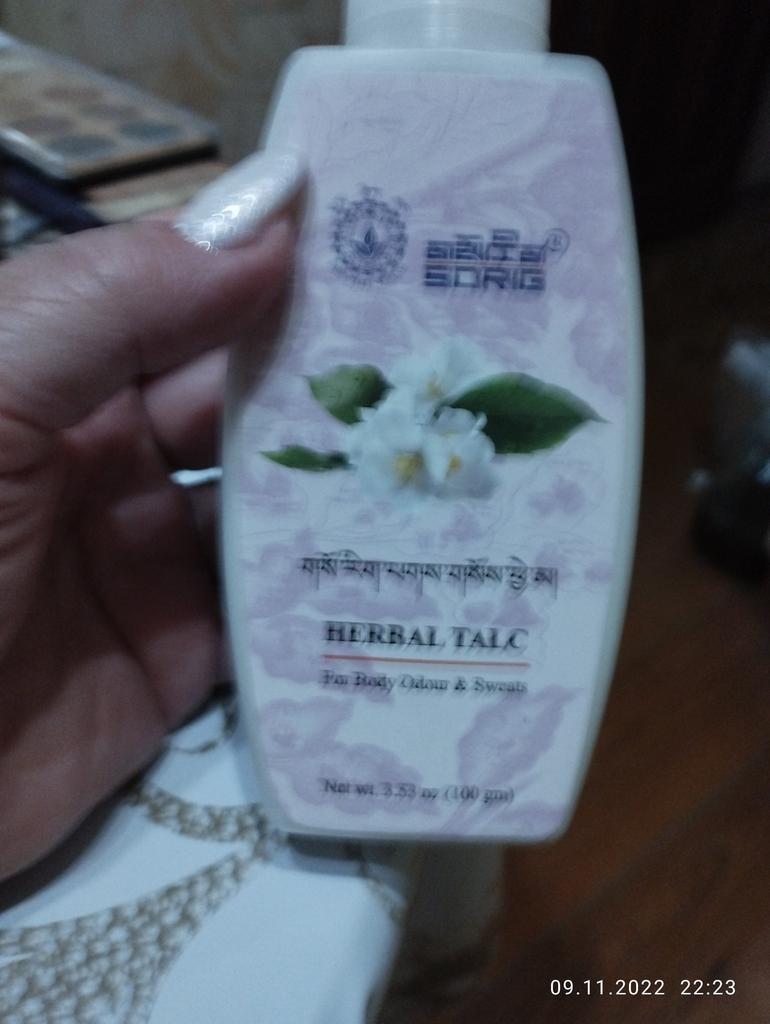 SORIG
HERBAL TALC
For Body Odour & Sweats
Net wt. 3.53 oz (100 gm)
09.11.2022 22:23